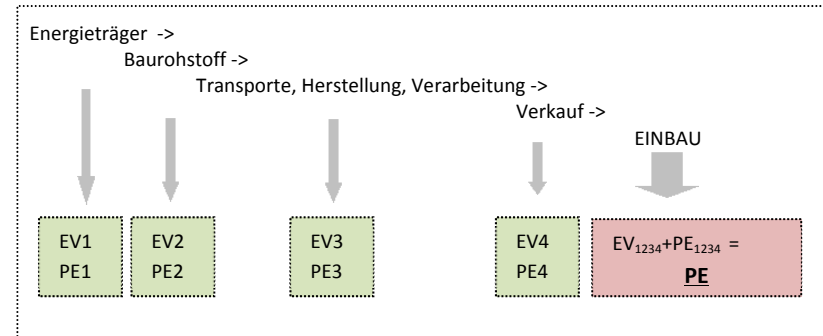 Energieträger ->
Baurohstoff ->
Transporte, Herstellung, Verarbeitung ->
Verkauf ->
EINBAU
EV1
PE1
EV2
PE2
EV3
PE3
EV4
PE4
EV₁₂₃₄+PE₁₂₃₄ =
PE